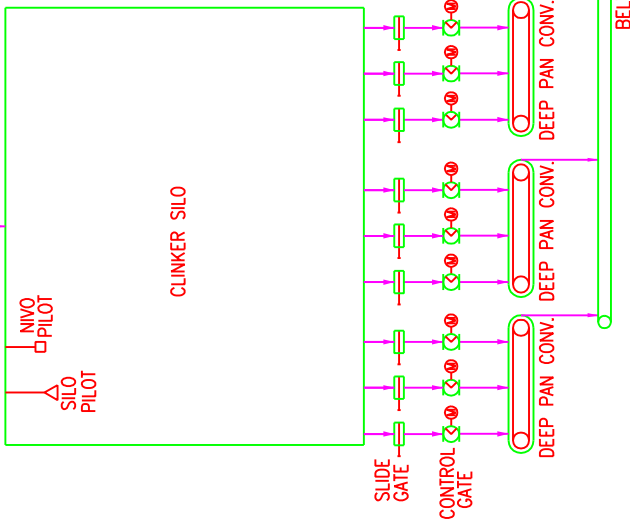 BEL
DEEP PAN CONV.
DEEP PAN CONV.
DEEP PAN CONV.
M
M
M
M
M
M
M
M
M
CLINKER SILO
NIVO
PILOT
SILO
PILOT
SLIDE
GATE
CONTROL
GATE